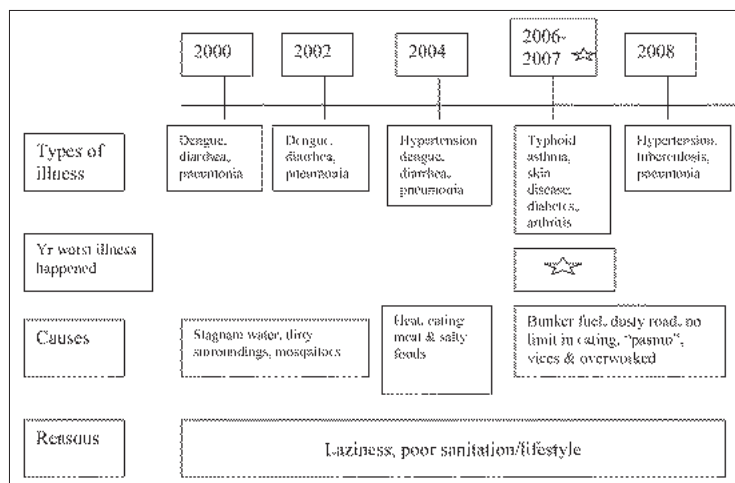 2000
2002
2004
2006-
2007
2008
Types of
illness
Dengue,
diarrhea,
pneumonia
Dengue,
diarrhea,
pneumonia
Hypertension
dengue,
diarrhea,
pneumonia
Typhoid
asthma,
skin
disease,
diabetes,
arthritis
Hypertension,
tuberculosis,
pneumonia
Yr worst illness
happened
Causes
Stagnant water, dirty
surroundings, mosquitoes
Heat, eating
meat & salty
foods
Bunker fuel, dusty road, no
limit in eating, "pasmo",
vices & overworked
Reasons
Laziness, poor sanitation/lifestyle